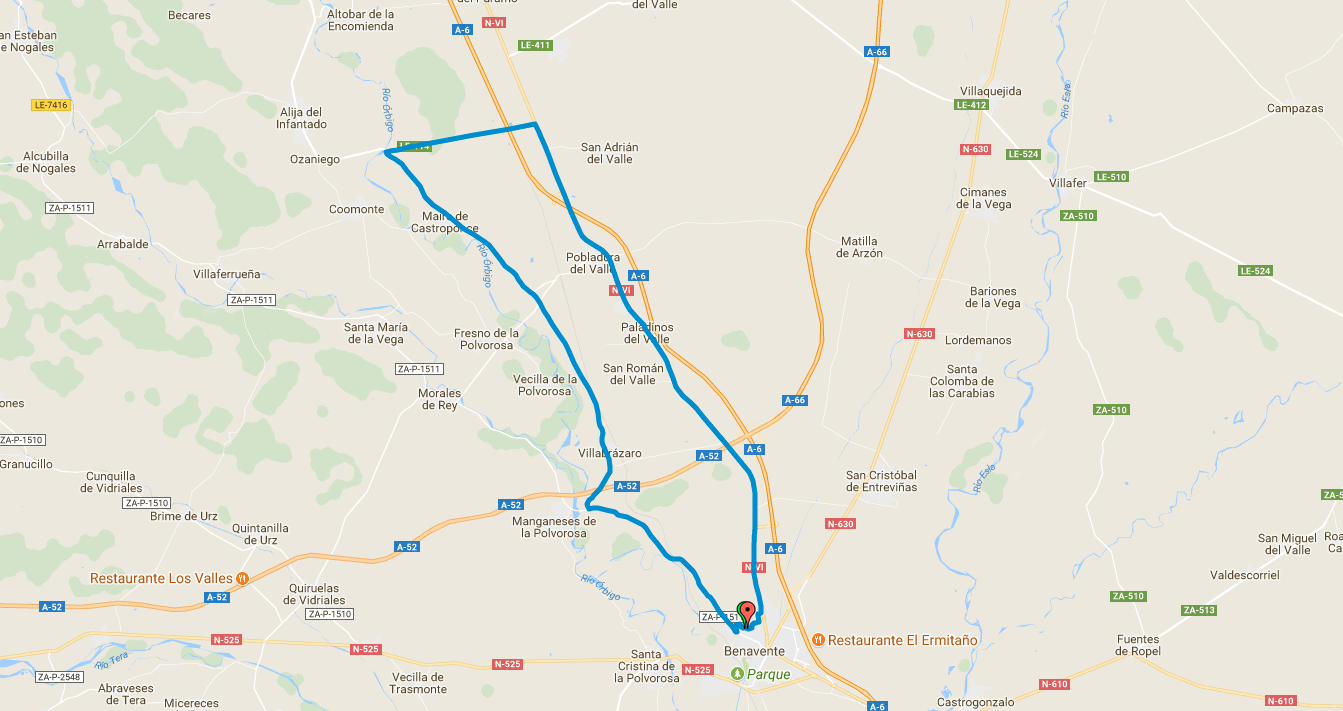 del Páramo
del Valle
Becares
Altobar de la
Encomienda
N-VI
A-6
LE-411
A-66
an Esteban
e Nogales
LE-7416
Alija del
Infantado
Río Órbigo
Villaquejida
LE-412
Río Esla
Campazas
Ozaniego
San Adrián
del Valle
N-630
LE-524
Alcubilla
de Nogales
Villafer
LE-510
ZA-P-1511
Coomonte
Maire de
Castroponce
Cimanes
de la Vega
ZA-510
Arrabalde
Río Órbigo
Pobladura
del Valle
A-6
N-VI
Matilla
de Arzón
LE-524
Villaferrueña
ZA-P-1511
Bariones
de la Vega
Santa María
de la Vega
Fresno de la
Polvorosa
Paladinos
del Valle
N-630
Lordemanos
ZA-P-1511
Vecilla de la
Polvorosa
San Román
del Valle
Santa
Colomba de
las Carabias
Morales
de Rey
A-66
ZA-510
ones
ZA-P-1510
Granucillo
Villabrázaro
A-52
A-6
Cunquilla
de Vidriales
ZA-P-1510
A-52
A-52
San Cristóbal
de Entreviñas
Río Esla
ZA-5
Brime de Urz
Quintanilla
de Urz
Manganeses de
la Polvorosa
N-630
A-52
A-6
San Miguel
del Valle
Roa
Ca
Restaurante Los Valles
A-52
A-52
Quiruelas
de Vidriales
ZA-P-1510
Río Órbigo
N-VI
Valdescorriel
ZA-510
ZA-513
ZA-P-151
N-525
N-525
N-525
Restaurante El Ermitaño
Benavente
Fuentes
de Ropel
Río Tera
ZA-P-2548
Santa
Cristina de
la Polvorosa
N-525
Parque
Vecilla de
Trasmonte
N-610
N-610
Abraveses
de Tera
Micereces
A-6
Castrogonzalo